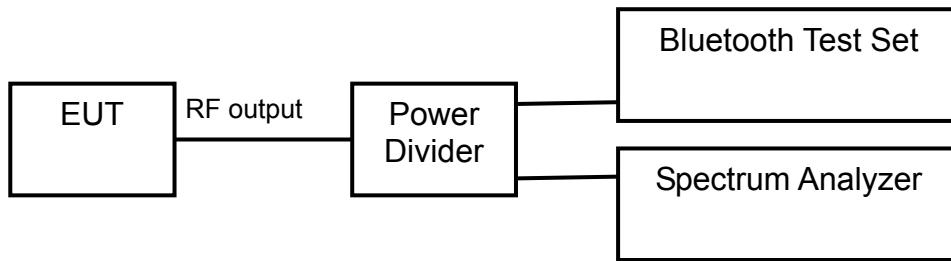 EUT
RF output
Power
Divider
Bluetooth Test Set
Spectrum Analyzer